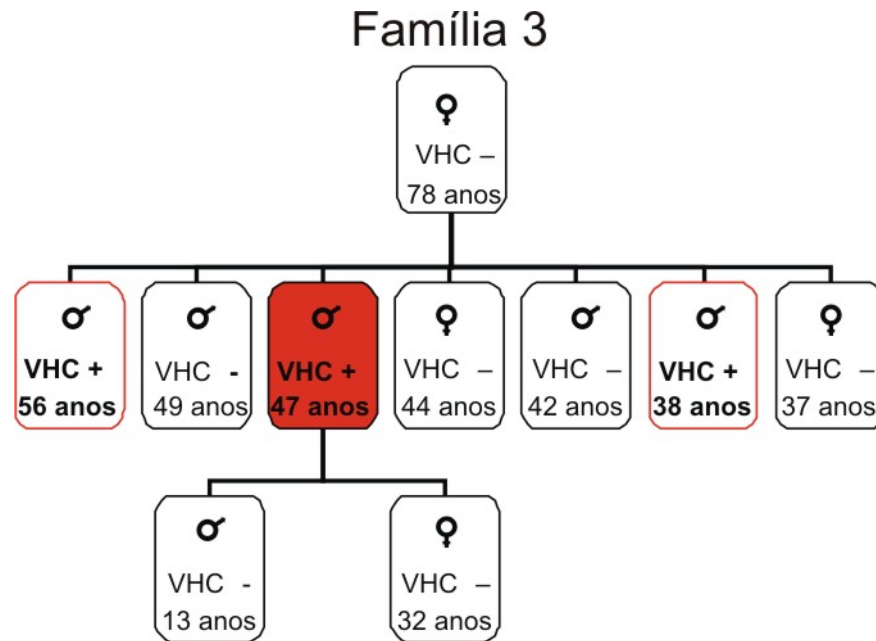 Família 3
♀
VHC –
78 anos
♂
VHC +
56 anos
♂
VHC -
49 anos
♂
VHC +
47 anos
♀
VHC –
44 anos
♂
VHC –
42 anos
♂
VHC +
38 anos
♀
VHC –
37 anos
♂
VHC -
13 anos
♀
VHC –
32 anos